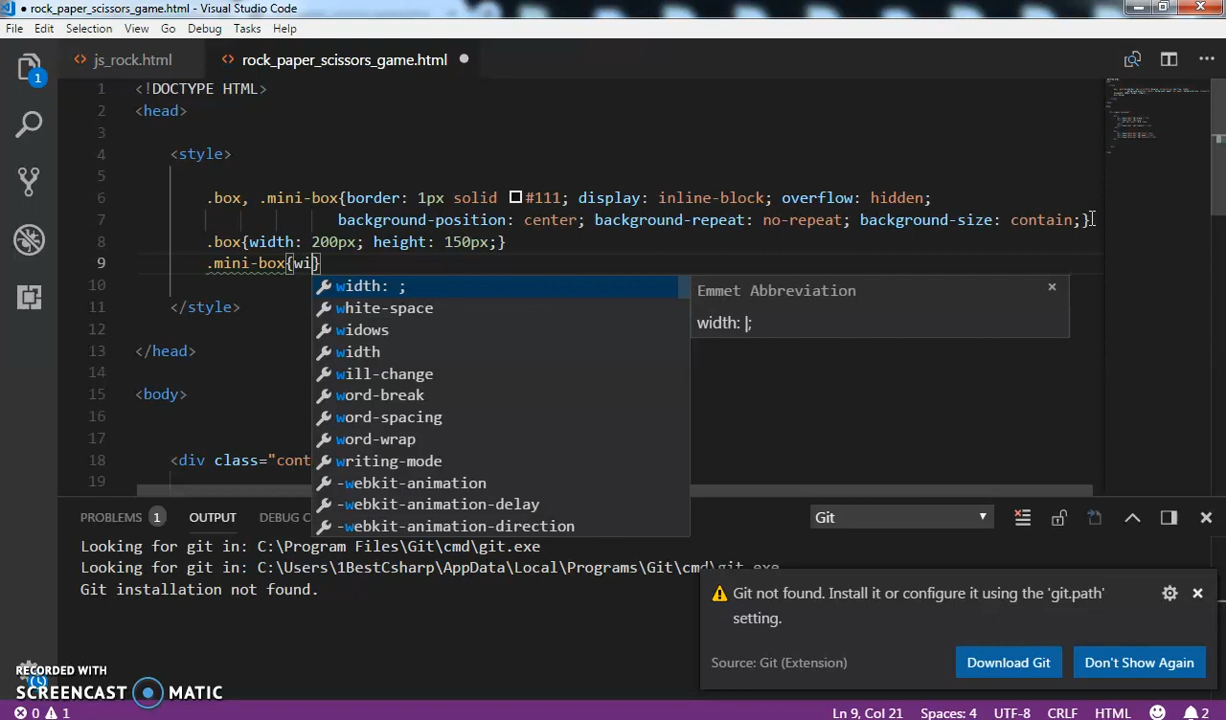 ● rock_paper_scissors_game.html - Visual Studio Code
File Edit Selection View Go Debug Tasks Help
js_rock.html rock_paper_scissors_game.html
1 <!DOCTYPE HTML>
2 <head>
3
4 <style>
5
6 .box, .mini-box{border: 1px solid #111; display: inline-block; overflow: hidden;
7 background-position: center; background-repeat: no-repeat; background-size: contain;}
8 .box{width: 200px; height: 150px;}
9 .mini-box{wi}
10
11 </style>
12
13 </head>
14
15 <body>
16
17
18 <div class="cont
19
width: ;
white-space
widows
width
will-change
word-break
word-spacing
word-wrap
writing-mode
-webkit-animation
-webkit-animation-delay
-webkit-animation-direction
Emmet Abbreviation
width: |;
PROBLEMS 1 OUTPUT DEBUG C
Git
Looking for git in: C:\Program Files\Git\cmd\git.exe
Looking for git in: C:\Users\1BestCsharp\AppData\Local\Programs\Git\cmd\git.exe
Git installation not found.
Git not found. Install it or configure it using the 'git.path'
setting.
Source: Git (Extension)
Download Git
Don't Show Again
1
RECORDED WITH
SCREENCAST MATIC
0 1 Ln 9, Col 21 Spaces: 4 UTF-8 CRLF HTML 2